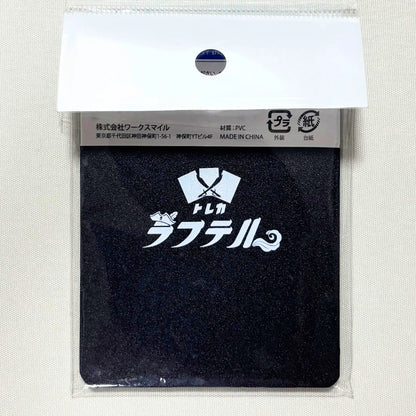 株式会社ワークスマイル
東京都千代田区神田神保町1-56-1 神保町YTビル4F
材質:PVC
MADE IN CHINA
プラ
外装
紙
台紙
トレカ
ラフテル